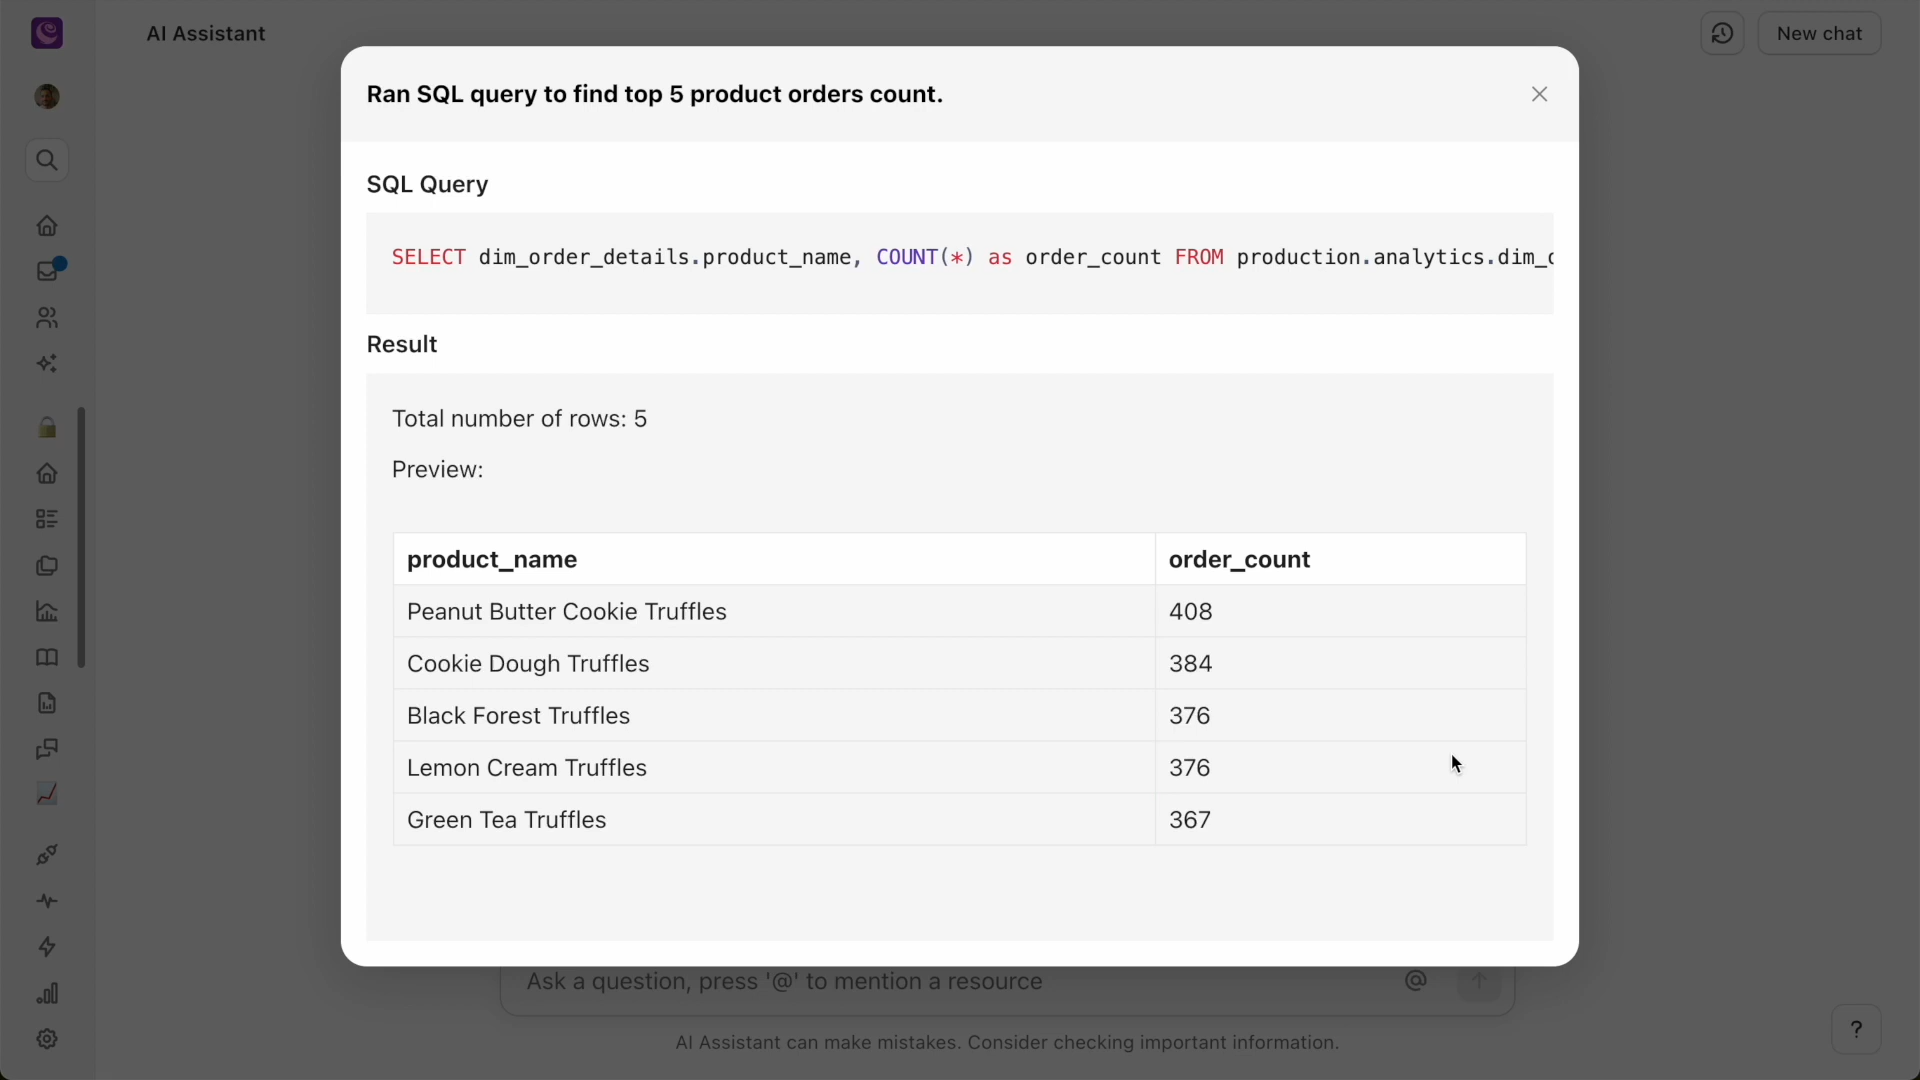 AI Assistant
New chat
Ran SQL query to find top 5 product orders count.
SQL Query
SELECT dim_order_details.product_name, COUNT(*) as order_count FROM production.analytics.dim_
Result
Total number of rows: 5
Preview:
product_name order_count
Peanut Butter Cookie Truffles 408
Cookie Dough Truffles 384
Black Forest Truffles 376
Lemon Cream Truffles 376
Green Tea Truffles 367
Ask a question, press '@' to mention a resource @
AI Assistant can make mistakes. Consider checking important information.
?